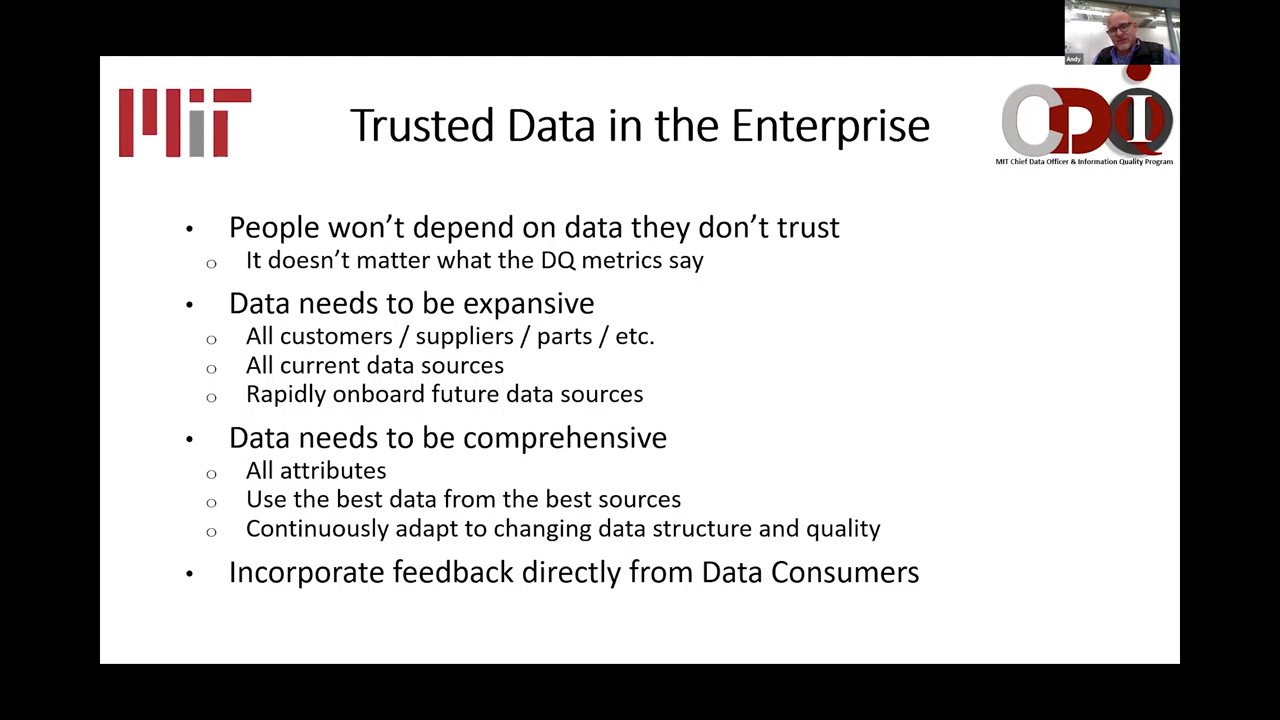 Andy
MIT
CDIQ
Trusted Data in the Enterprise
MIT Chief Data Officer & Information Quality Program
• People won’t depend on data they don’t trust
o It doesn’t matter what the DQ metrics say
• Data needs to be expansive
o All customers / suppliers / parts / etc.
o All current data sources
o Rapidly onboard future data sources
• Data needs to be comprehensive
o All attributes
o Use the best data from the best sources
o Continuously adapt to changing data structure and quality
• Incorporate feedback directly from Data Consumers